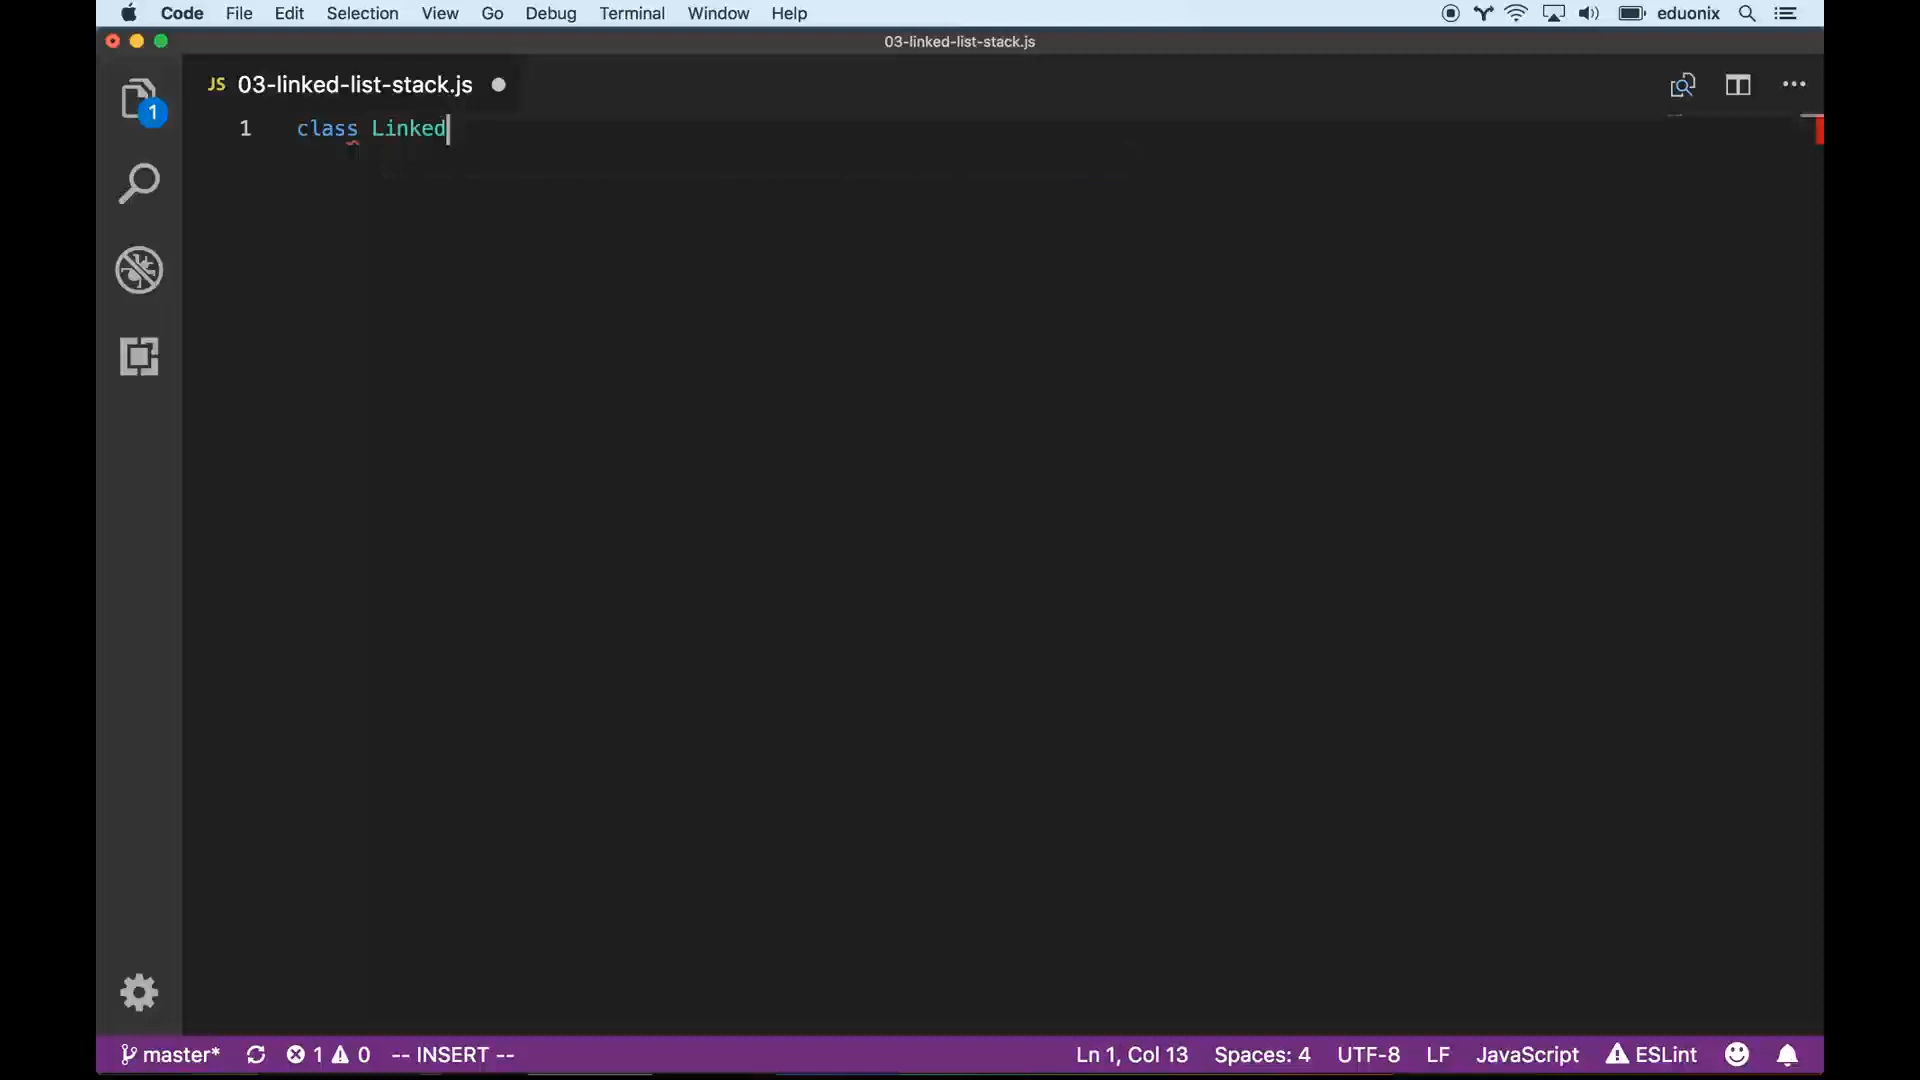 Code File Edit Selection View Go Debug Terminal Window Help eduonix
03-linked-list-stack.js
JS 03-linked-list-stack.js
1
1 class Linked
master* 1 0 -- INSERT -- Ln 1, Col 13 Spaces: 4 UTF-8 LF JavaScript ESLint